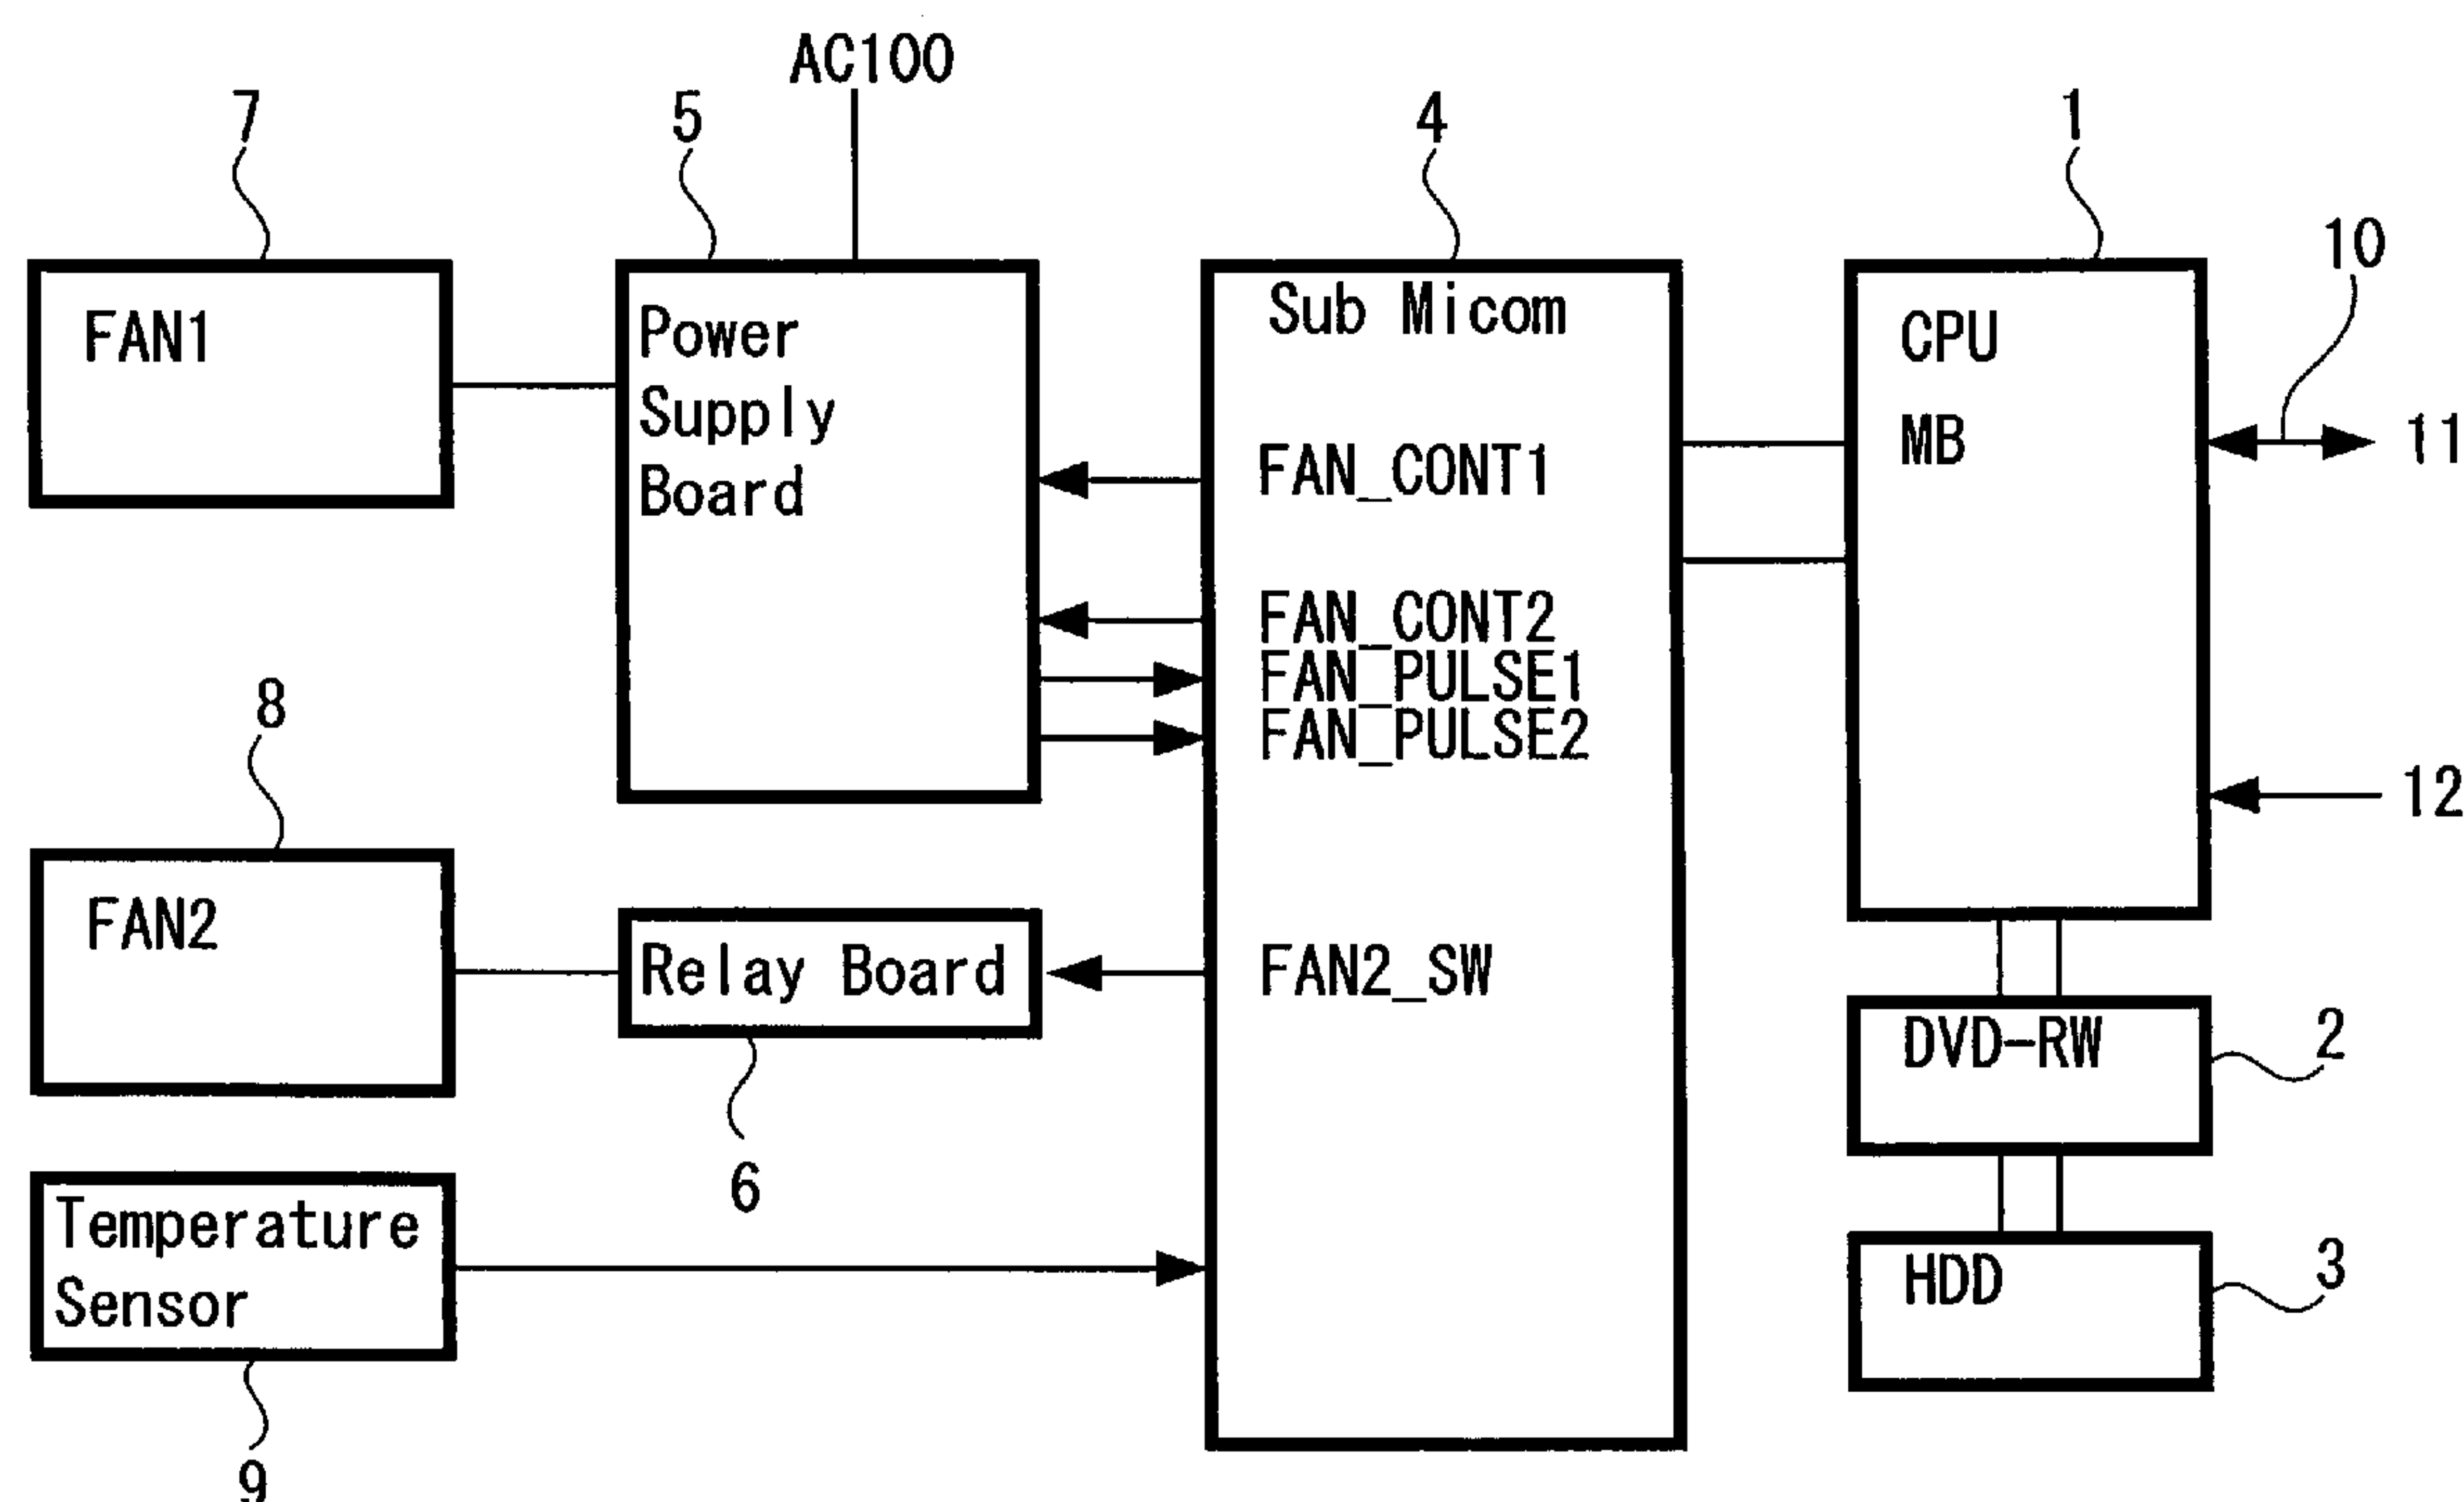 AC100
7
5
4
1
10
FAN1
Power
Supply
Board
Sub Micom
FAN_CONT1
FAN_CONT2
FAN_PULSE1
FAN_PULSE2
FAN2_SW
CPU
MB
11
12
8
FAN2
Relay Board
6
DVD-RW
2
HDD
3
Temperature
Sensor
9